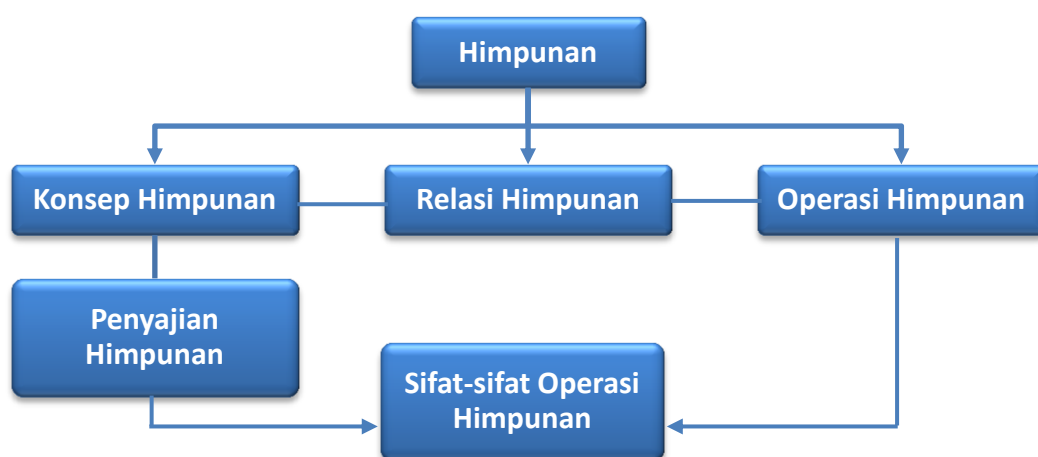 Himpunan
Konsep Himpunan
Relasi Himpunan
Operasi Himpunan
Penyajian
Himpunan
Sifat-sifat Operasi
Himpunan